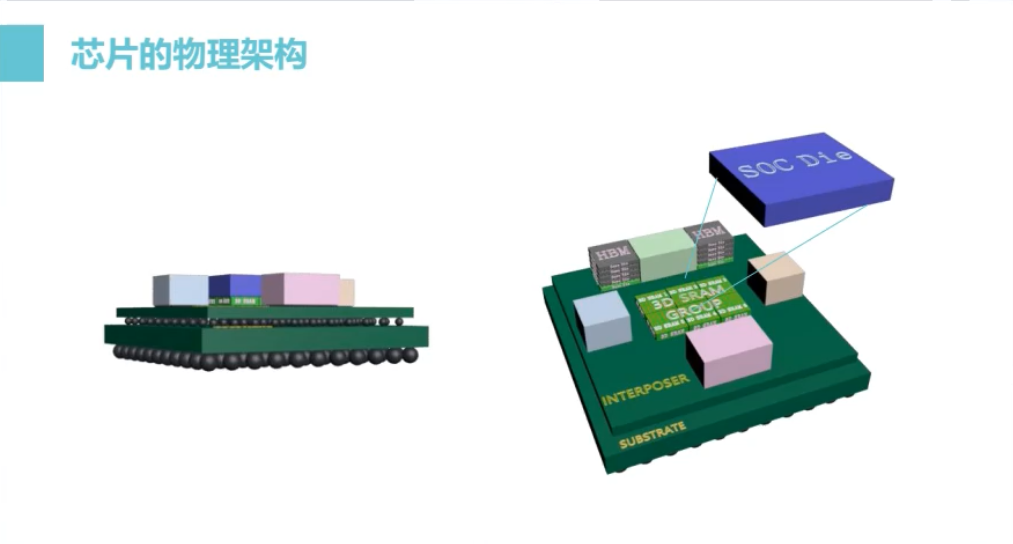 芯片的物理架构
SOC Die
HBM
HBM
3D SRAM
GROUP
INTERPOSER
SUBSTRATE